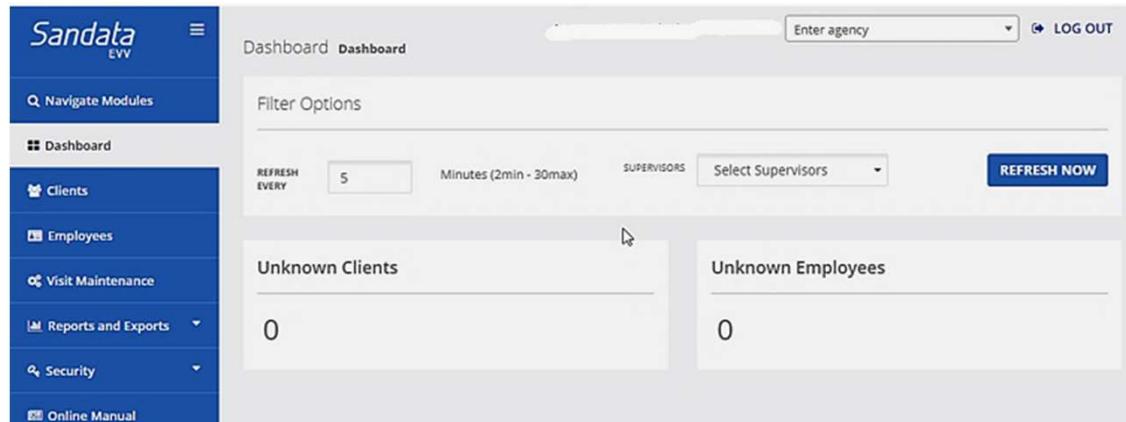 Sandata
EVV
Navigate Modules
Dashboard
Clients
Employees
Visit Maintenance
Reports and Exports
Security
Online Manual
Dashboard Dashboard
Enter agency
LOG OUT
Filter Options
REFRESH
EVERY
5
Minutes (2min - 30max)
SUPERVISORS
Select Supervisors
REFRESH NOW
Unknown Clients
0
Unknown Employees
0